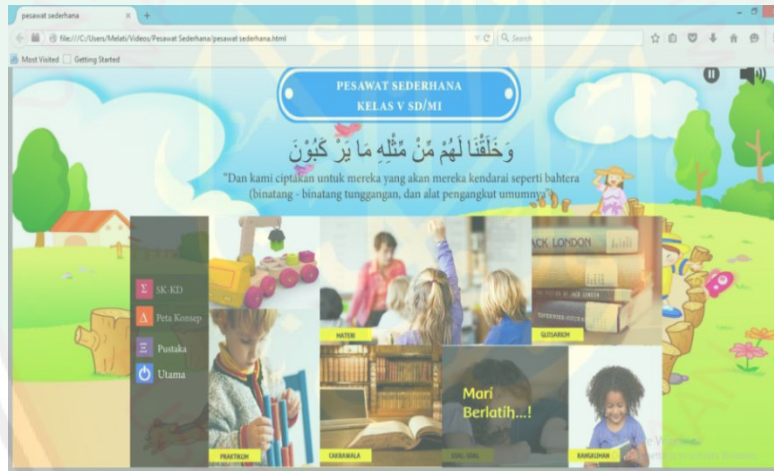 pesawat sederhana
file:///C:/Users/Melati/Videos/Pesawat Sederhana/pesawat sederhana.html
Search
Most Visited
Getting Started
PESAWAT SEDERHANA
KELAS V SD/MI
وَخَلَقْنَا لَهُمْ مِّنْ مِّثْلِهِ مَا يَرْ كَبُوْنَ
"Dan kami ciptakan untuk mereka yang akan mereka kendarai seperti bahtera
(binatang - binatang tunggangan, dan alat pengangkut umumnya"
Σ SK-KD
Δ Peta Konsep
Ξ Pustaka
Utama
MATERI
JACK LONDON
GLOSARIUM
PRAKTIKUM
CAKRAWALA
Mari
Berlatih...!
SOAL-SOAL
RANGKUMAN